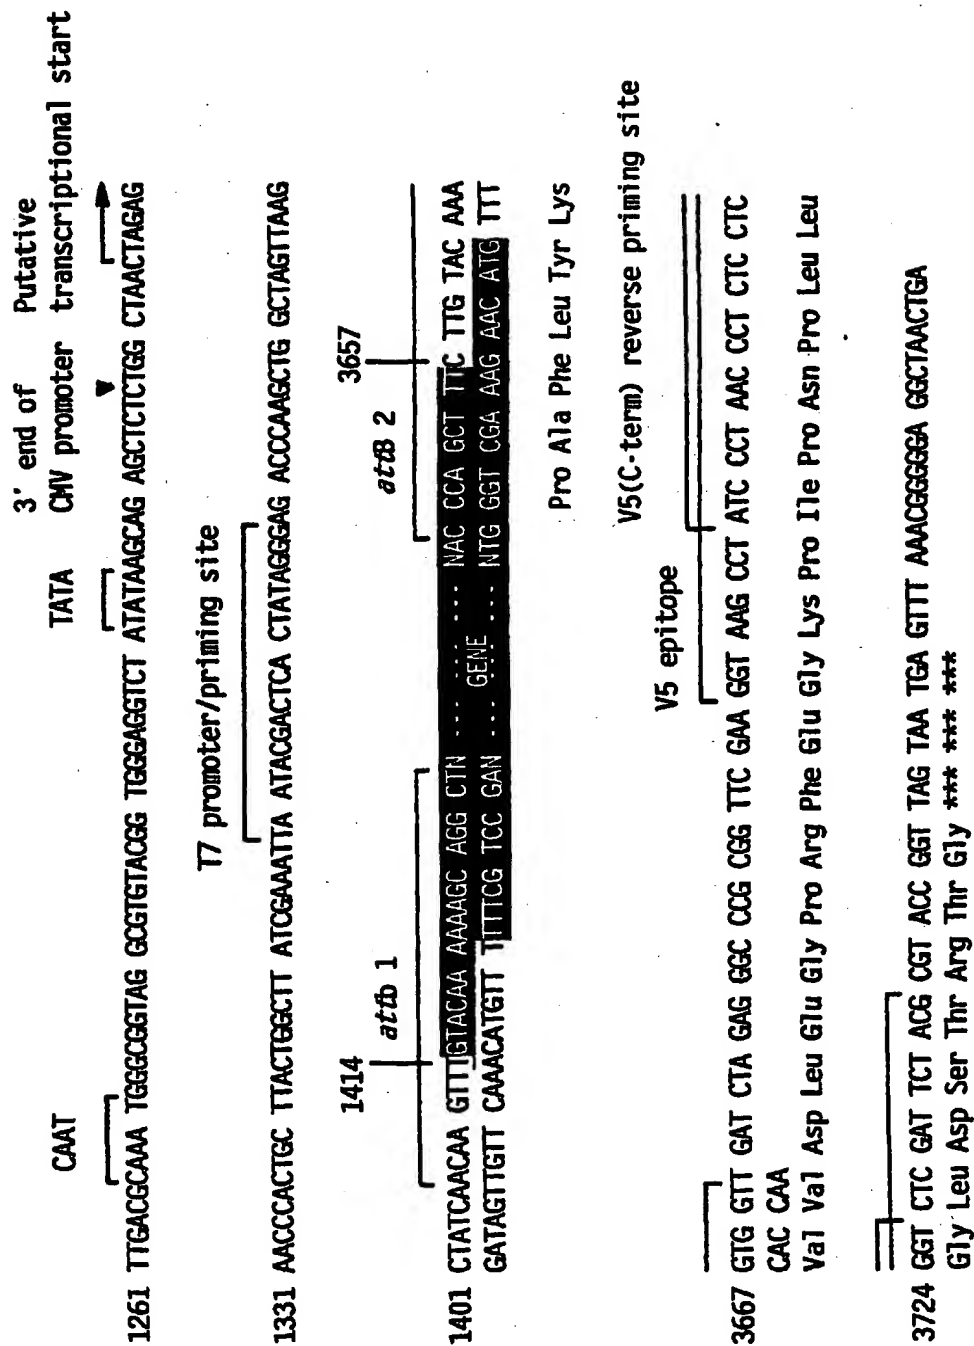 3' end of Putative
CAAT TATA CMV promoter transcriptional start
1261 TTGACGCAAA TGGGCGGTAG GCGTGTACGG TGGGAGGTCT ATATAAGCAG AGCTCTCTGG CTAACTAGAG
T7 promoter/priming site
1331 AACCCACTGC TTACTGGCTT ATCGAAATTA ATACGACTCA CTATAGGGAG ACCCAAGCTG GCTAGTTAAG
1414 3657
attb 1 attB 2
1401 CTATCAACAA GTTTGTACAA AAAAGC AGG CTN ... ... ... NAC CCA GCT TTC TTG TAC AAA
GENE
GATAGTTGTT CAAACATGTT TTTTCG TCC GAN ... ... ... NTG GGT CGA AAG AAC ATG TTT
Pro Ala Phe Leu Tyr Lys
V5 epitope V5(C-term) reverse priming site
3667 GTG GTT GAT CTA GAG GGC CCG CGG TTC GAA GGT AAG CCT ATC CCT AAC CCT CTC CTC
CAC CAA
Val Val Asp Leu Glu Gly Pro Arg Phe Glu Gly Lys Pro Ile Pro Asn Pro Leu Leu
3724 GGT CTC GAT TCT ACG CGT ACC GGT TAG TAA TGA GTTT AAACGGGGGA GGCTAACTGA
Gly Leu Asp Ser Thr Arg Thr Gly *** *** ***